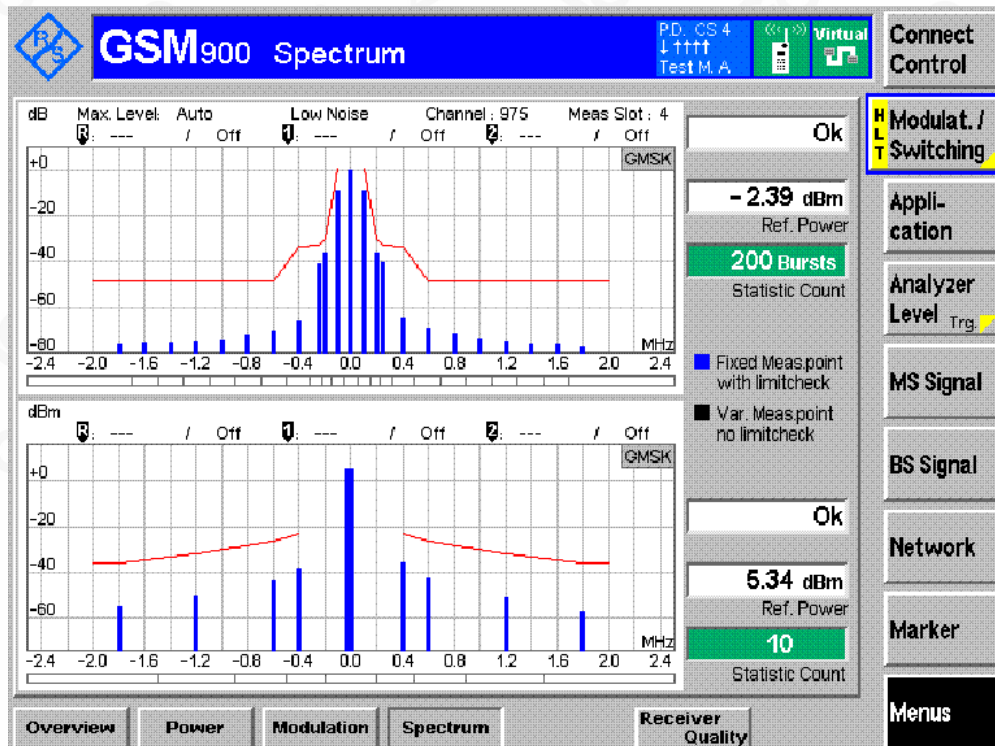 R S
GSM900 Spectrum
P.D. CS 4
↓ ↑↑↑↑
Test M. A.
Virtual
Connect
Control
dB Max. Level: Auto Low Noise Channel : 975 Meas Slot : 4
R : --- / Off 1 : --- / Off 2 : --- / Off
GMSK
+0
-20
-40
-60
-80
MHz
-2.4 -2.0 -1.6 -1.2 -0.8 -0.4 0.0 0.4 0.8 1.2 1.6 2.0 2.4
Ok
- 2.39 dBm
Ref. Power
200 Bursts
Statistic Count
Fixed Meas.point
with limitcheck
Var. Meas.point
no limitcheck
dBm
R : --- / Off 1 : --- / Off 2 : --- / Off
GMSK
+0
-20
-40
-60
MHz
-2.4 -2.0 -1.6 -1.2 -0.8 -0.4 0.0 0.4 0.8 1.2 1.6 2.0 2.4
Ok
5.34 dBm
Ref. Power
10
Statistic Count
HLT
Modulat. /
Switching
Appli-
cation
Analyzer
Level Trg.
MS Signal
BS Signal
Network
Marker
Menus
Overview Power Modulation Spectrum Receiver
Quality